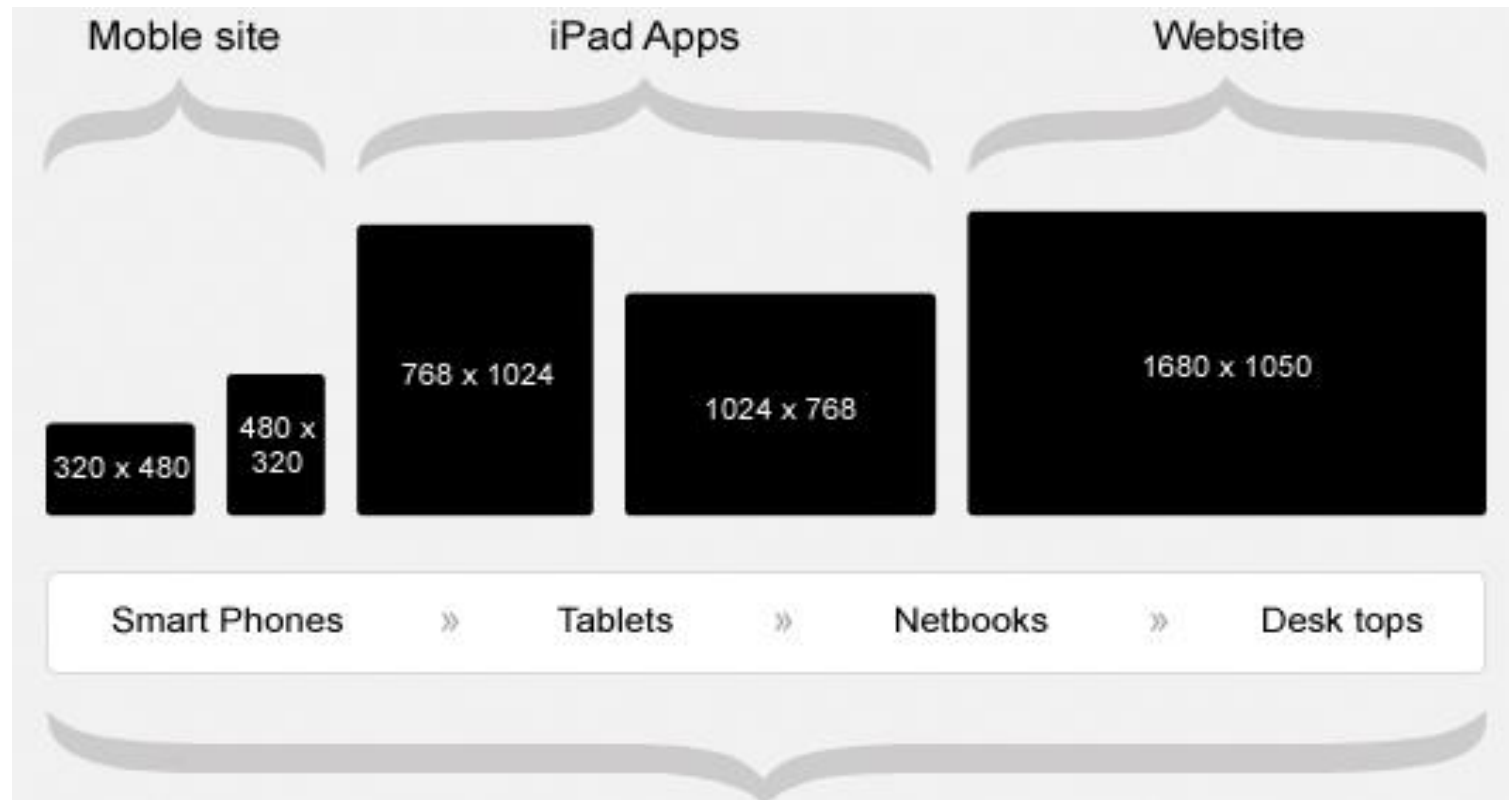 Moble site
iPad Apps
Website
320 x 480
480 x
320
768 x 1024
1024 x 768
1680 x 1050
Smart Phones » Tablets » Netbooks » Desk tops